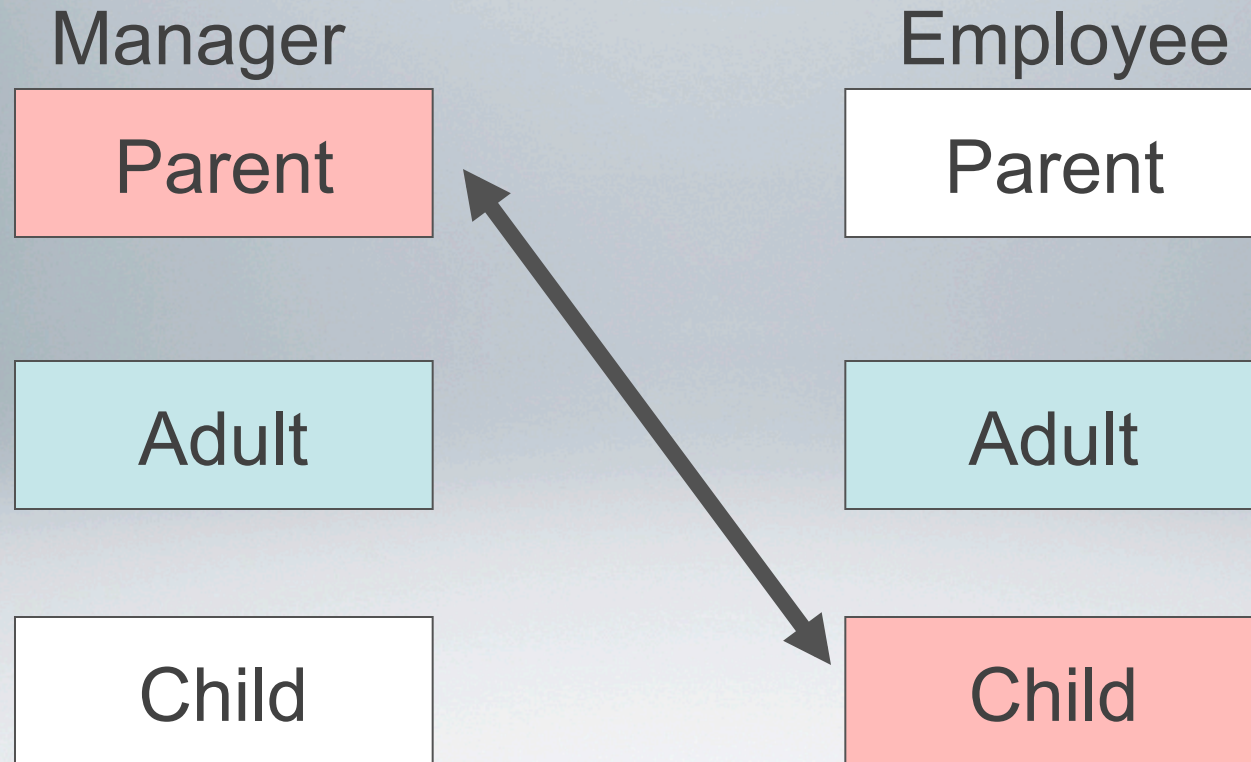 Manager
Employee
Parent
Parent
Adult
Adult
Child
Child